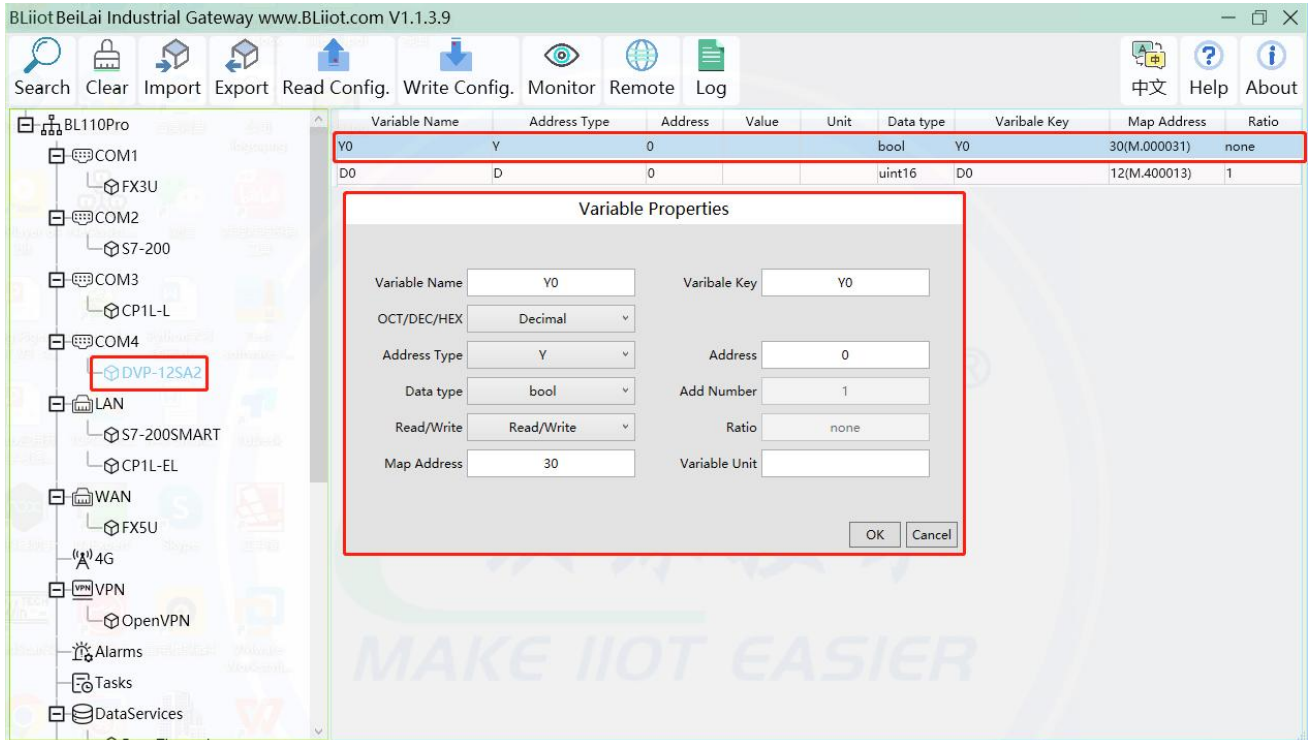 BLiiot BeiLai Industrial Gateway www.BLiiot.com V1.1.3.9
Search Clear Import Export Read Config. Write Config. Monitor Remote Log 中文 Help About
BL110Pro
COM1
FX3U
COM2
S7-200
COM3
CP1L-L
COM4
DVP-12SA2
LAN
S7-200SMART
CP1L-EL
WAN
FX5U
4G
VPN
OpenVPN
Alarms
Tasks
DataServices
Variable Name Address Type Address Value Unit Data type Varibale Key Map Address Ratio
Y0 Y 0 bool Y0 30(M.000031) none
D0 D 0 uint16 D0 12(M.400013) 1
Variable Properties
Variable Name Y0 Varibale Key Y0
OCT/DEC/HEX Decimal
Address Type Y Address 0
Data type bool Add Number 1
Read/Write Read/Write Ratio none
Map Address 30 Variable Unit
OK Cancel
MAKE IIOT EASIER